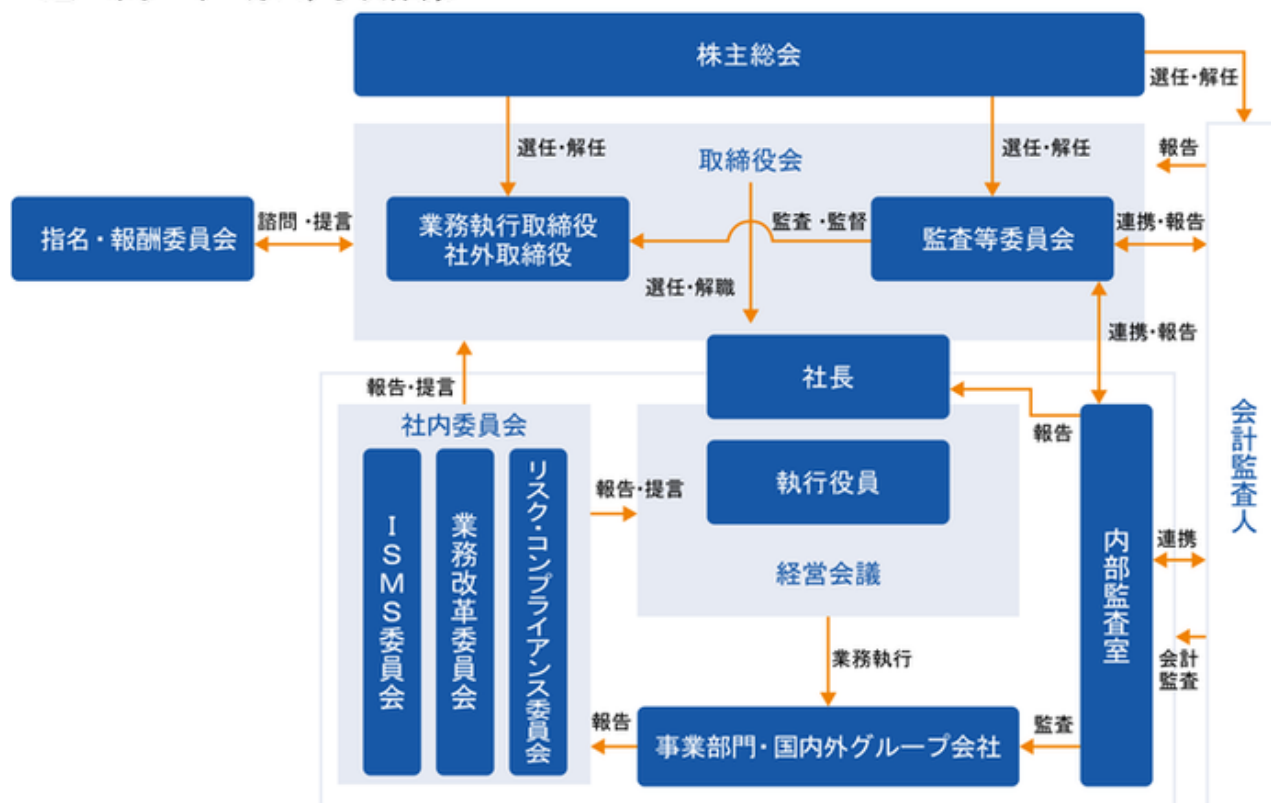 株主総会
選任・解任
選任・解任
選任・解任
取締役会
報告
指名・報酬委員会
諮問・提言
業務執行取締役
社外取締役
監査・監督
監査等委員会
連携・報告
選任・解職
連携・報告
社長
報告・提言
報告
社内委員会
執行役員
経営会議
報告・提言
ISMS委員会
業務改革委員会
リスク・コンプライアンス委員会
内部監査室
連携
会計監査人
会計
監査
業務執行
報告
事業部門・国内外グループ会社
監査